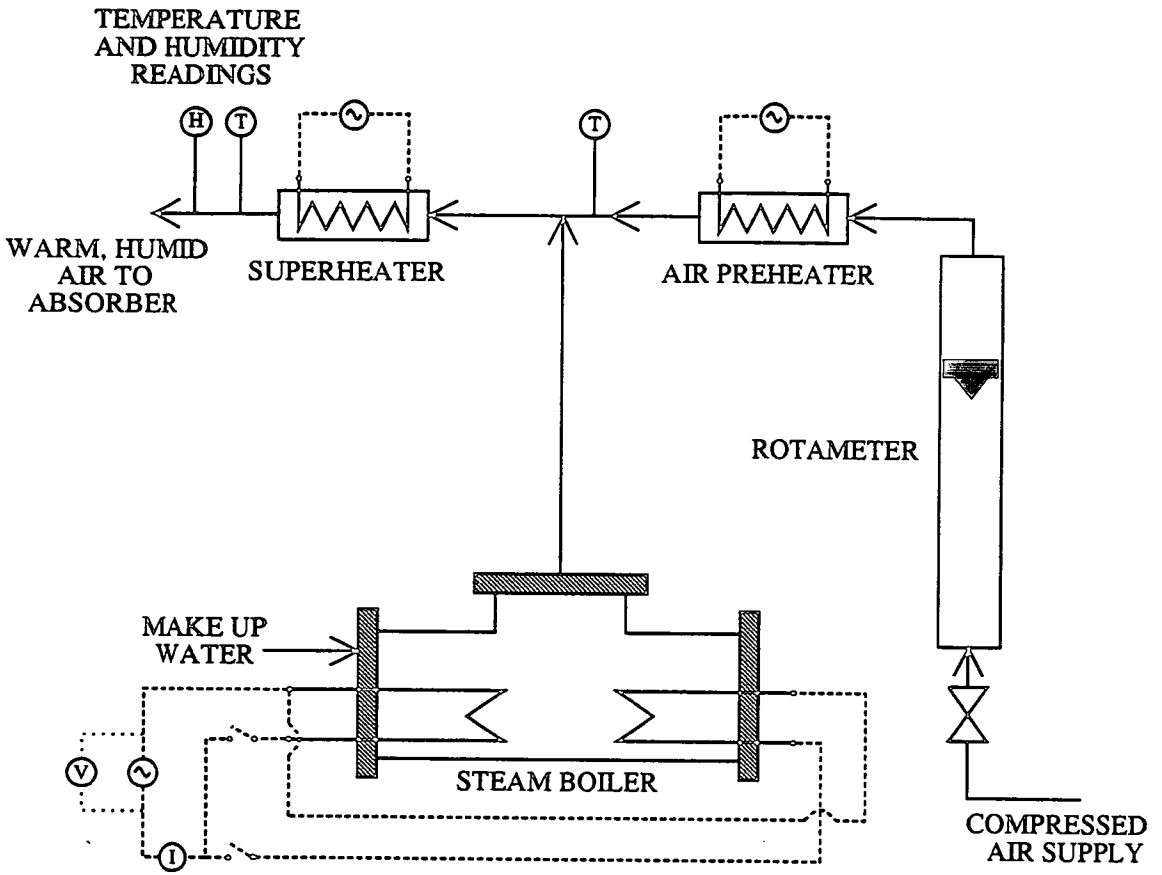 TEMPERATURE
AND HUMIDITY
READINGS
H
T
T
WARM, HUMID
AIR TO
ABSORBER
SUPERHEATER
AIR PREHEATER
ROTAMETER
MAKE UP
WATER
V
I
STEAM BOILER
COMPRESSED
AIR SUPPLY